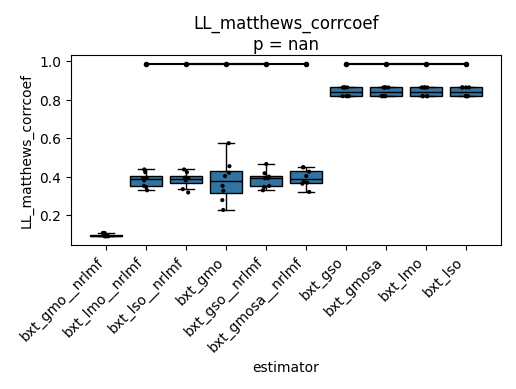 LL_matthews_corrcoef
p = nan
LL_matthews_corrcoef
1.0
0.8
0.6
0.4
0.2
bxt_gmo__nrlmf
bxt_lmo__nrlmf
bxt_lso__nrlmf
bxt_gmo
bxt_gso__nrlmf
bxt_gmosa__nrlmf
bxt_gso
bxt_gmosa
bxt_lmo
bxt_lso
estimator